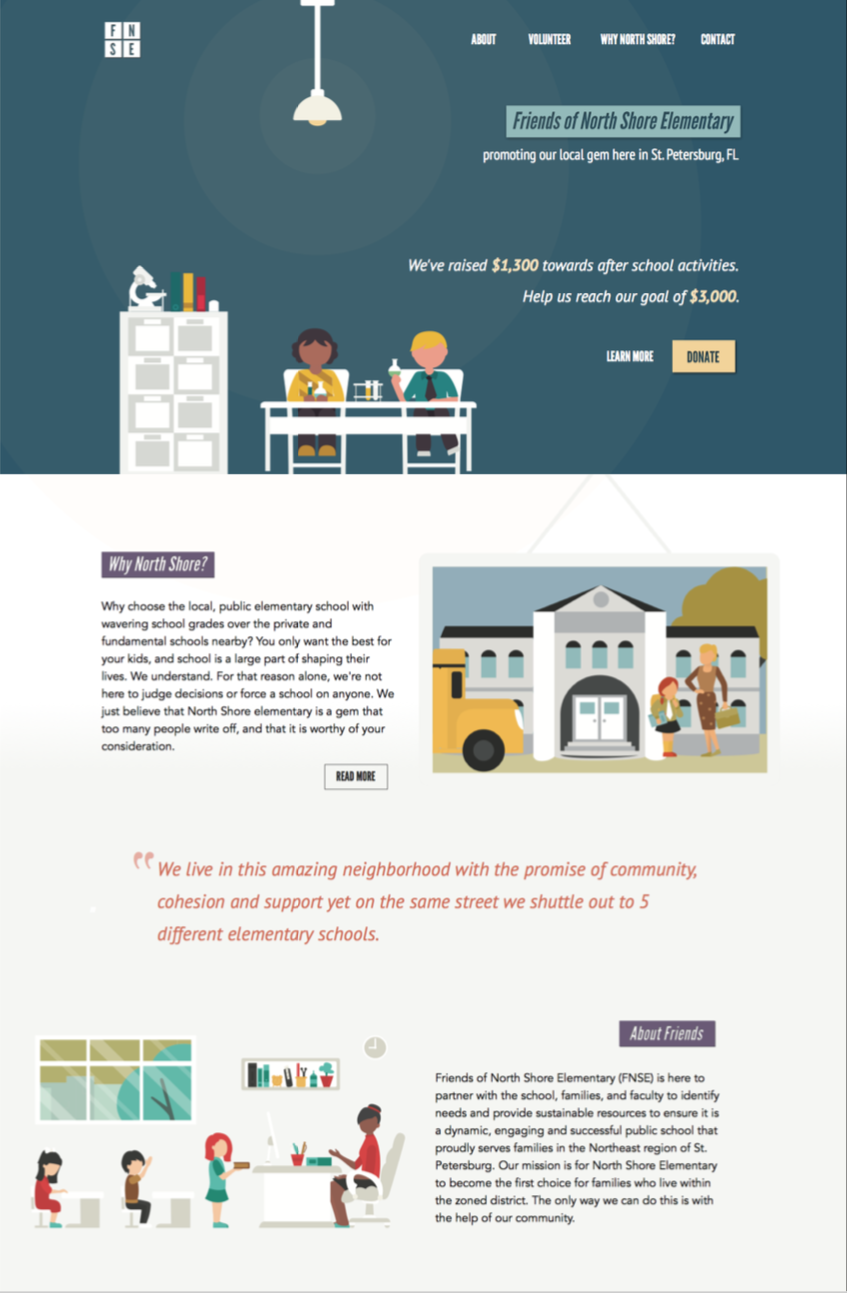 F N
S E
ABOUT VOLUNTEER WHY NORTH SHORE? CONTACT
Friends of North Shore Elementary
promoting our local gem here in St. Petersburg, FL
We've raised $1,300 towards after school activities.
Help us reach our goal of $3,000.
LEARN MORE DONATE
Why North Shore?
Why choose the local, public elementary school with
wavering school grades over the private and
fundamental schools nearby? You only want the best for
your kids, and school is a large part of shaping their
lives. We understand. For that reason alone, we're not
here to judge decisions or force a school on anyone. We
just believe that North Shore elementary is a gem that
too many people write off, and that it is worthy of your
consideration.
READ MORE
“We live in this amazing neighborhood with the promise of community,
cohesion and support yet on the same street we shuttle out to 5
different elementary schools.
About Friends
Friends of North Shore Elementary (FNSE) is here to
partner with the school, families, and faculty to identify
needs and provide sustainable resources to ensure it is
a dynamic, engaging and successful public school that
proudly serves families in the Northeast region of St.
Petersburg. Our mission is for North Shore Elementary
to become the first choice for families who live within
the zoned district. The only way we can do this is with
the help of our community.